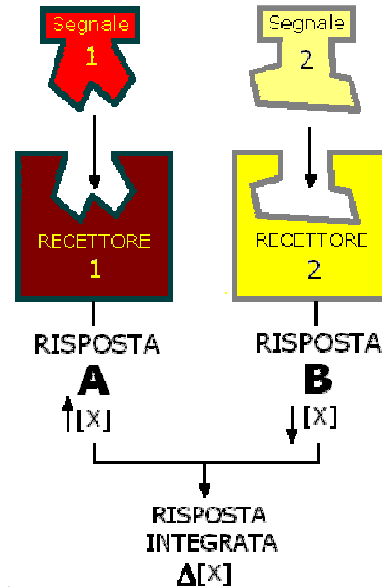 Segnale
1
Segnale
2
RECETTORE
1
RECETTORE
2
RISPOSTA
A
↑[X]
RISPOSTA
B
↓[X]
RISPOSTA
INTEGRATA
Δ[X]